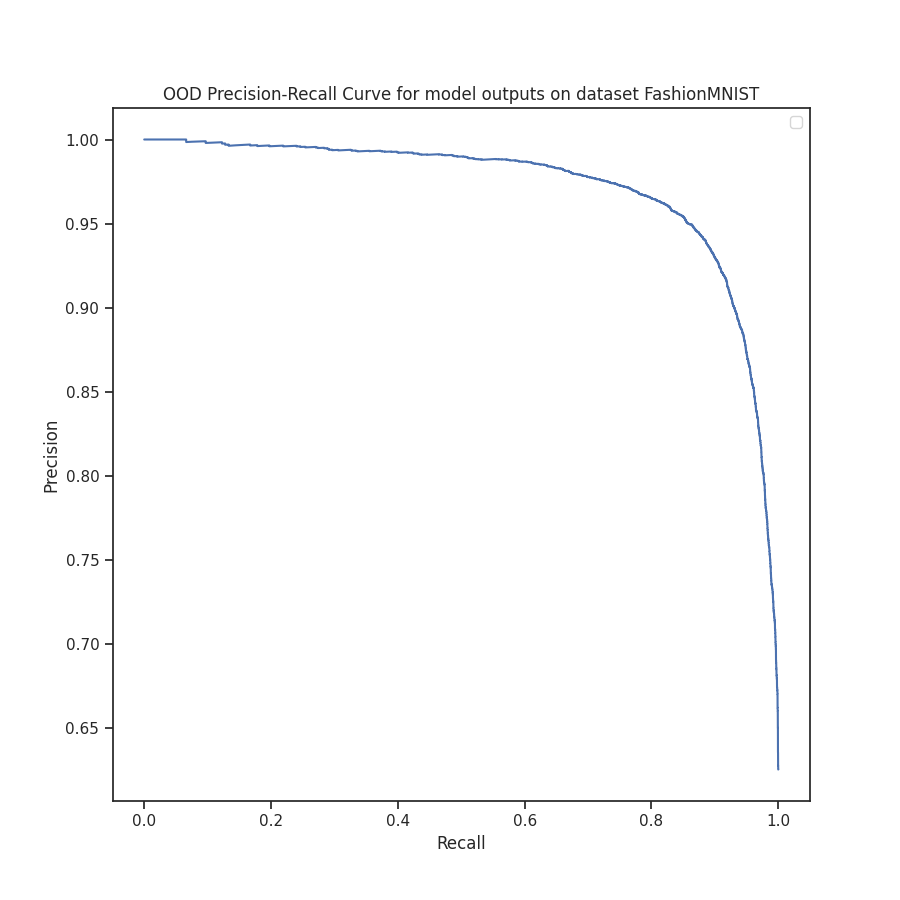 OOD Precision-Recall Curve for model outputs on dataset FashionMNIST
1.00
0.95
0.90
0.85
0.80
0.75
0.70
0.65
Precision
0.0 0.2 0.4 0.6 0.8 1.0
Recall